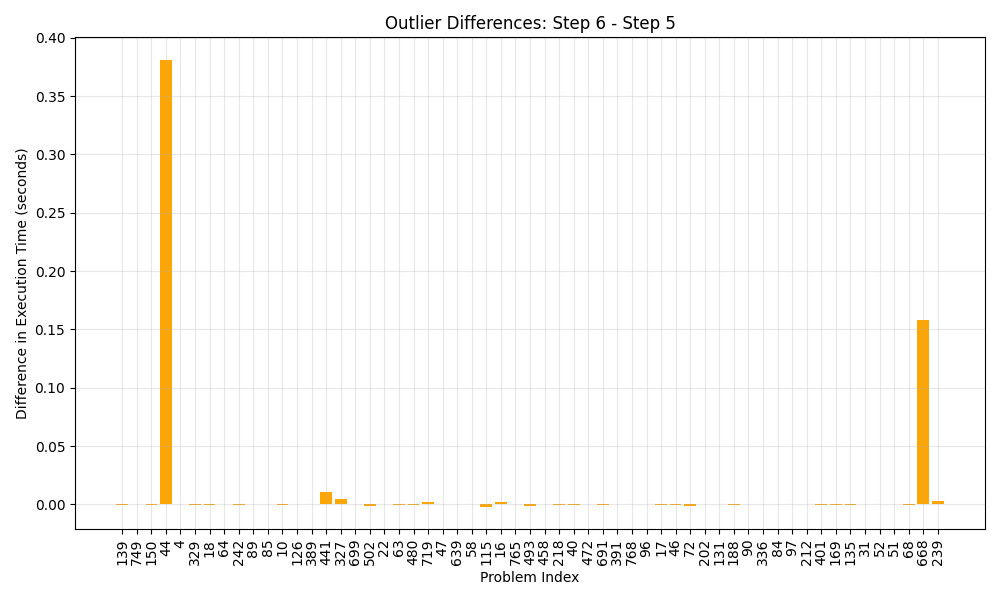 Outlier Differences: Step 6 - Step 5
Difference in Execution Time (seconds)
0.40
0.35
0.30
0.25
0.20
0.15
0.10
0.05
0.00
139 749 150 44 4 329 18 64 242 89 85 10 126 389 441 327 699 502 22 63 480 719 47 639 58 115 16 765 493 458 218 40 472 691 391 768 96 17 46 72 202 131 188 90 336 84 97 212 401 169 135 31 52 51 68 668 239
Problem Index